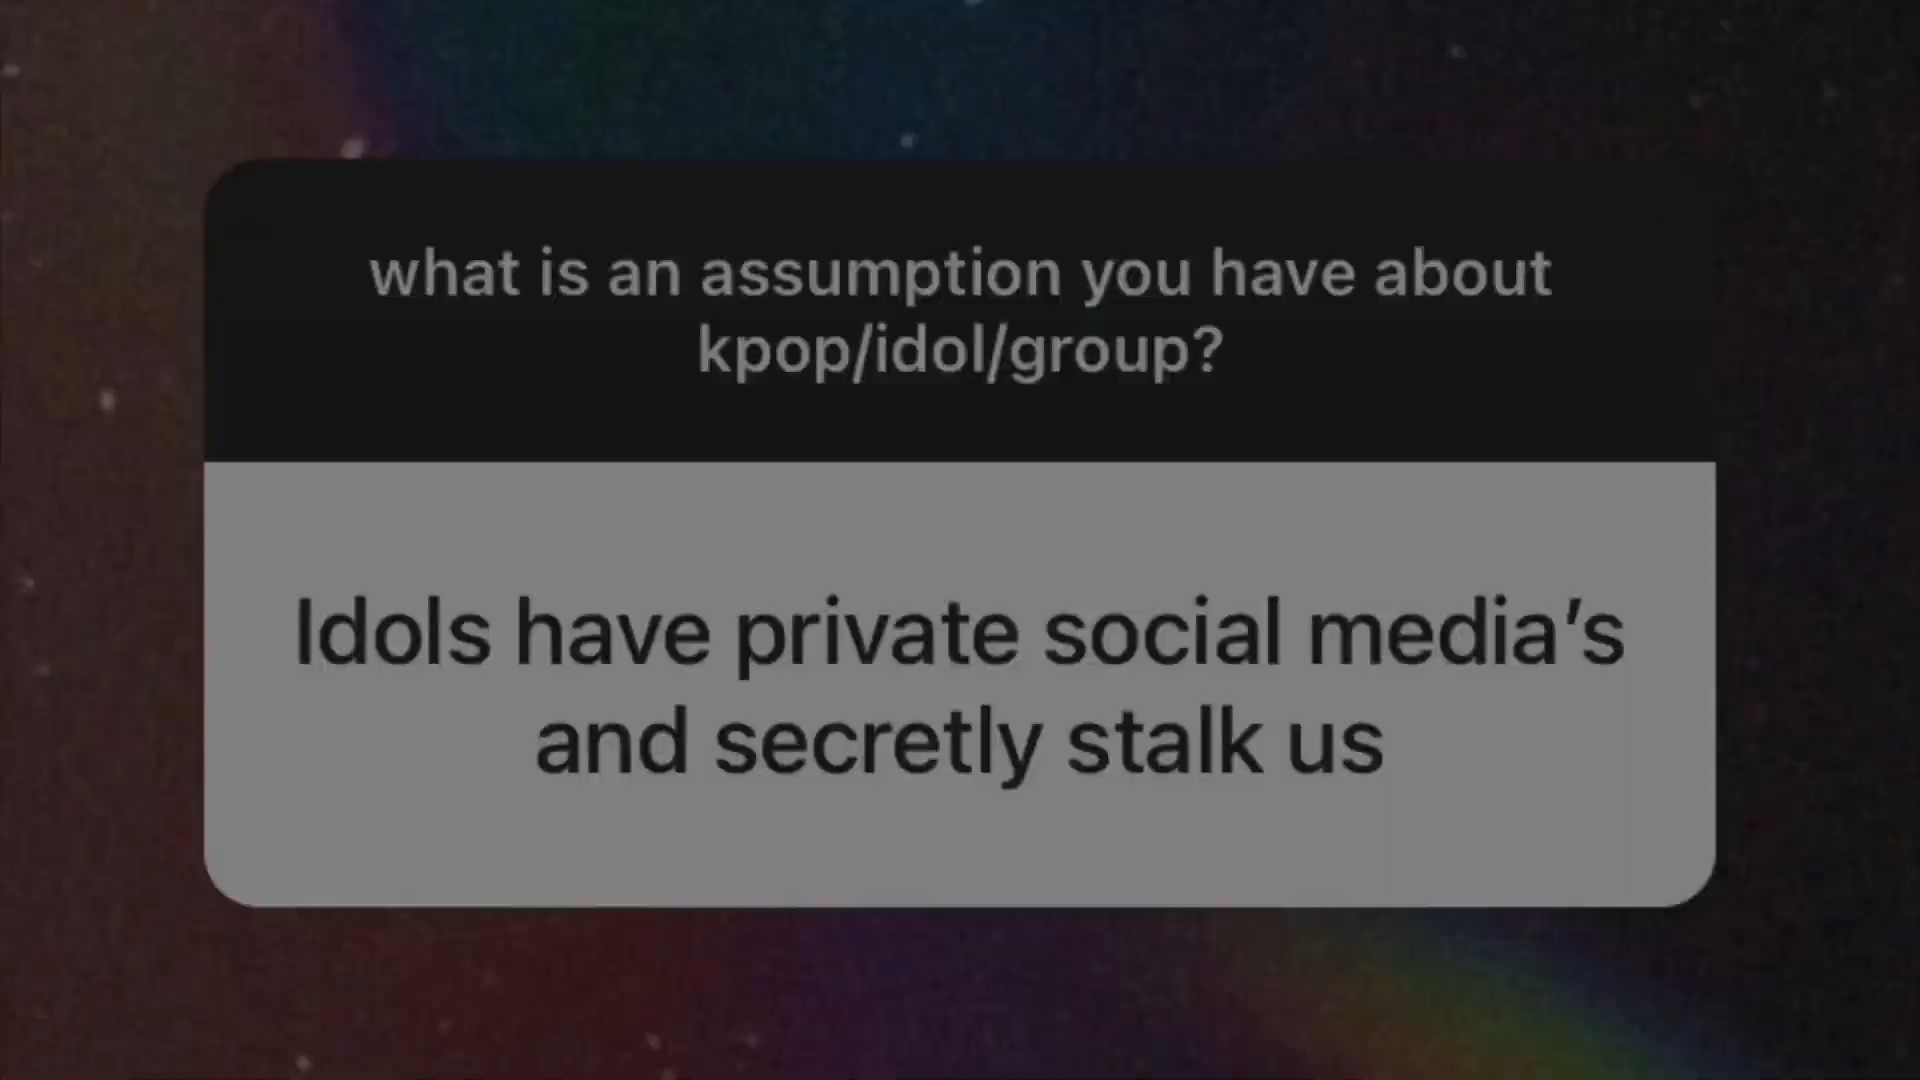 what is an assumption you have about
kpop/idol/group?
Idols have private social media’s
and secretly stalk us